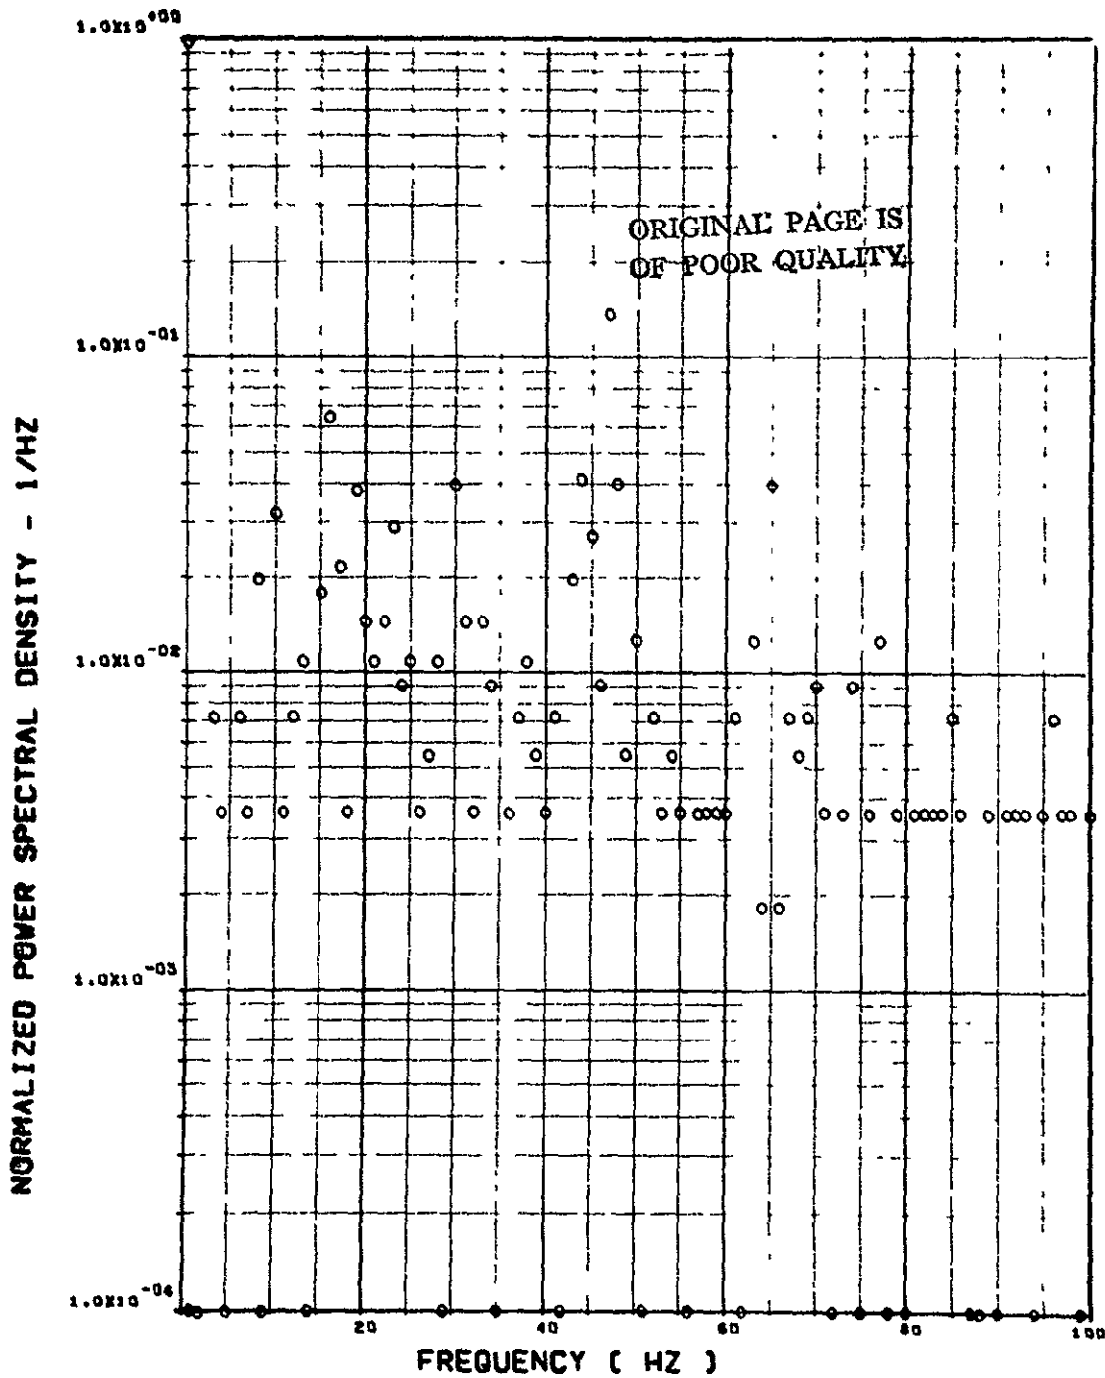 1.0X10+00
ORIGINAL PAGE IS
OF POOR QUALITY
1.0X10-01
1.0X10-02
1.0X10-03
1.0X10-04
NORMALIZED POWER SPECTRAL DENSITY - 1/HZ
20 40 60 80 100
FREQUENCY ( HZ )